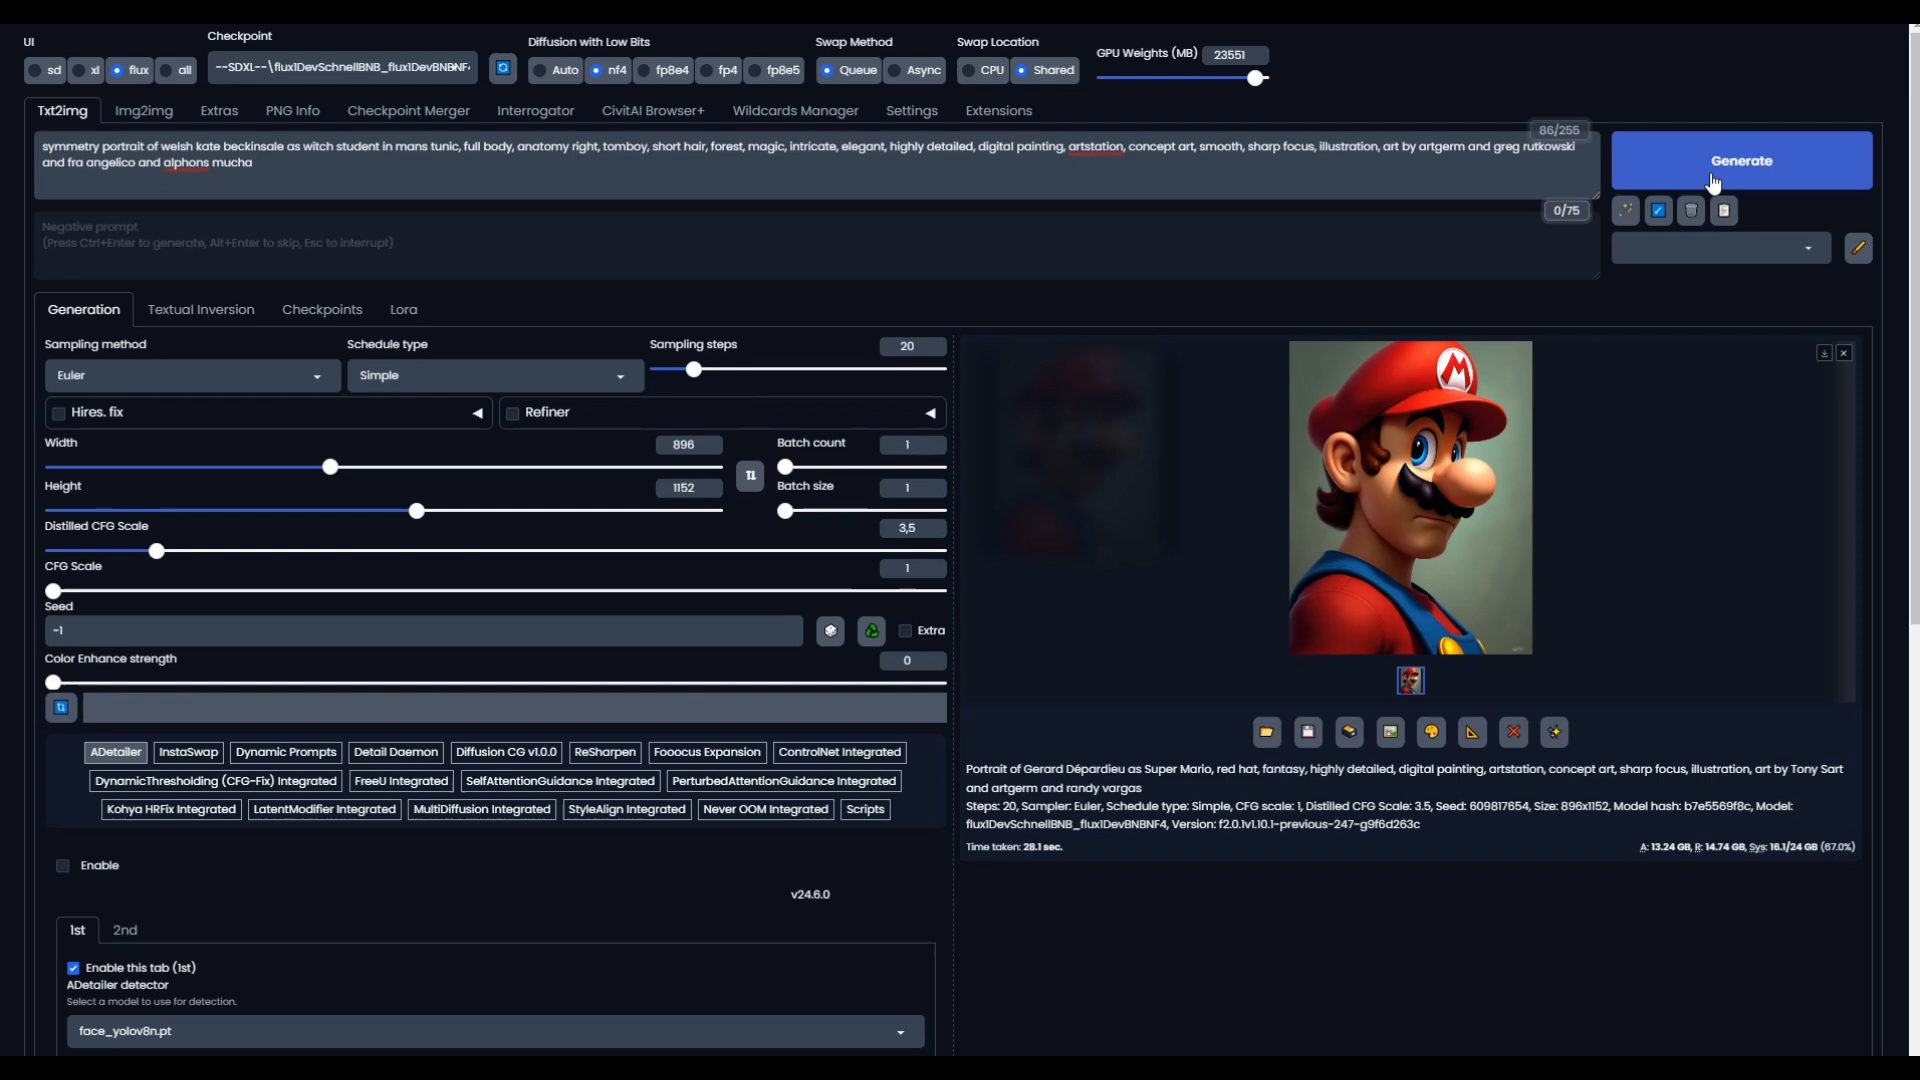 UI
sd
xl
flux
all
Checkpoint
--SDXL--\flux1DevSchnellBNB_flux1DevBNBNF4
Diffusion with Low Bits
Auto
nf4
fp8e4
fp4
fp8e5
Swap Method
Queue
Async
Swap Location
CPU
Shared
GPU Weights (MB)
23551
Txt2img
Img2img
Extras
PNG Info
Checkpoint Merger
Interrogator
CivitAI Browser+
Wildcards Manager
Settings
Extensions
86/255
symmetry portrait of welsh kate beckinsale as witch student in mans tunic, full body, anatomy right, tomboy, short hair, forest, magic, intricate, elegant, highly detailed, digital painting, artstation, concept art, smooth, sharp focus, illustration, art by artgerm and greg rutkowski
and fra angelico and alphons mucha
Generate
0/75
Negative prompt
(Press Ctrl+Enter to generate, Alt+Enter to skip, Esc to interrupt)
Generation
Textual Inversion
Checkpoints
Lora
Sampling method
Euler
Schedule type
Simple
Sampling steps
20
Hires. fix
Refiner
Width
896
Height
1152
Batch count
1
Batch size
1
Distilled CFG Scale
3,5
CFG Scale
1
Seed
-1
Extra
Color Enhance strength
0
ADetailer
InstaSwap
Dynamic Prompts
Detail Daemon
Diffusion CG v1.0.0
ReSharpen
Fooocus Expansion
ControlNet Integrated
DynamicThresholding (CFG-Fix) Integrated
FreeU Integrated
SelfAttentionGuidance Integrated
PerturbedAttentionGuidance Integrated
Kohya HRFix Integrated
LatentModifier Integrated
MultiDiffusion Integrated
StyleAlign Integrated
Never OOM Integrated
Scripts
Enable
v24.6.0
1st
2nd
Enable this tab (1st)
ADetailer detector
Select a model to use for detection.
face_yolov8n.pt
M
Portrait of Gerard Dépardieu as Super Mario, red hat, fantasy, highly detailed, digital painting, artstation, concept art, sharp focus, illustration, art by Tony Sart
and artgerm and randy vargas
Steps: 20, Sampler: Euler, Schedule type: Simple, CFG scale: 1, Distilled CFG Scale: 3.5, Seed: 609817654, Size: 896x1152, Model hash: b7e5569f8c, Model:
flux1DevSchnellBNB_flux1DevBNBNF4, Version: f2.0.1v1.10.1-previous-247-g9f6d263c
Time taken: 28.1 sec.
A: 13.24 GB, R: 14.74 GB, Sys: 16.1/24 GB (67.0%)